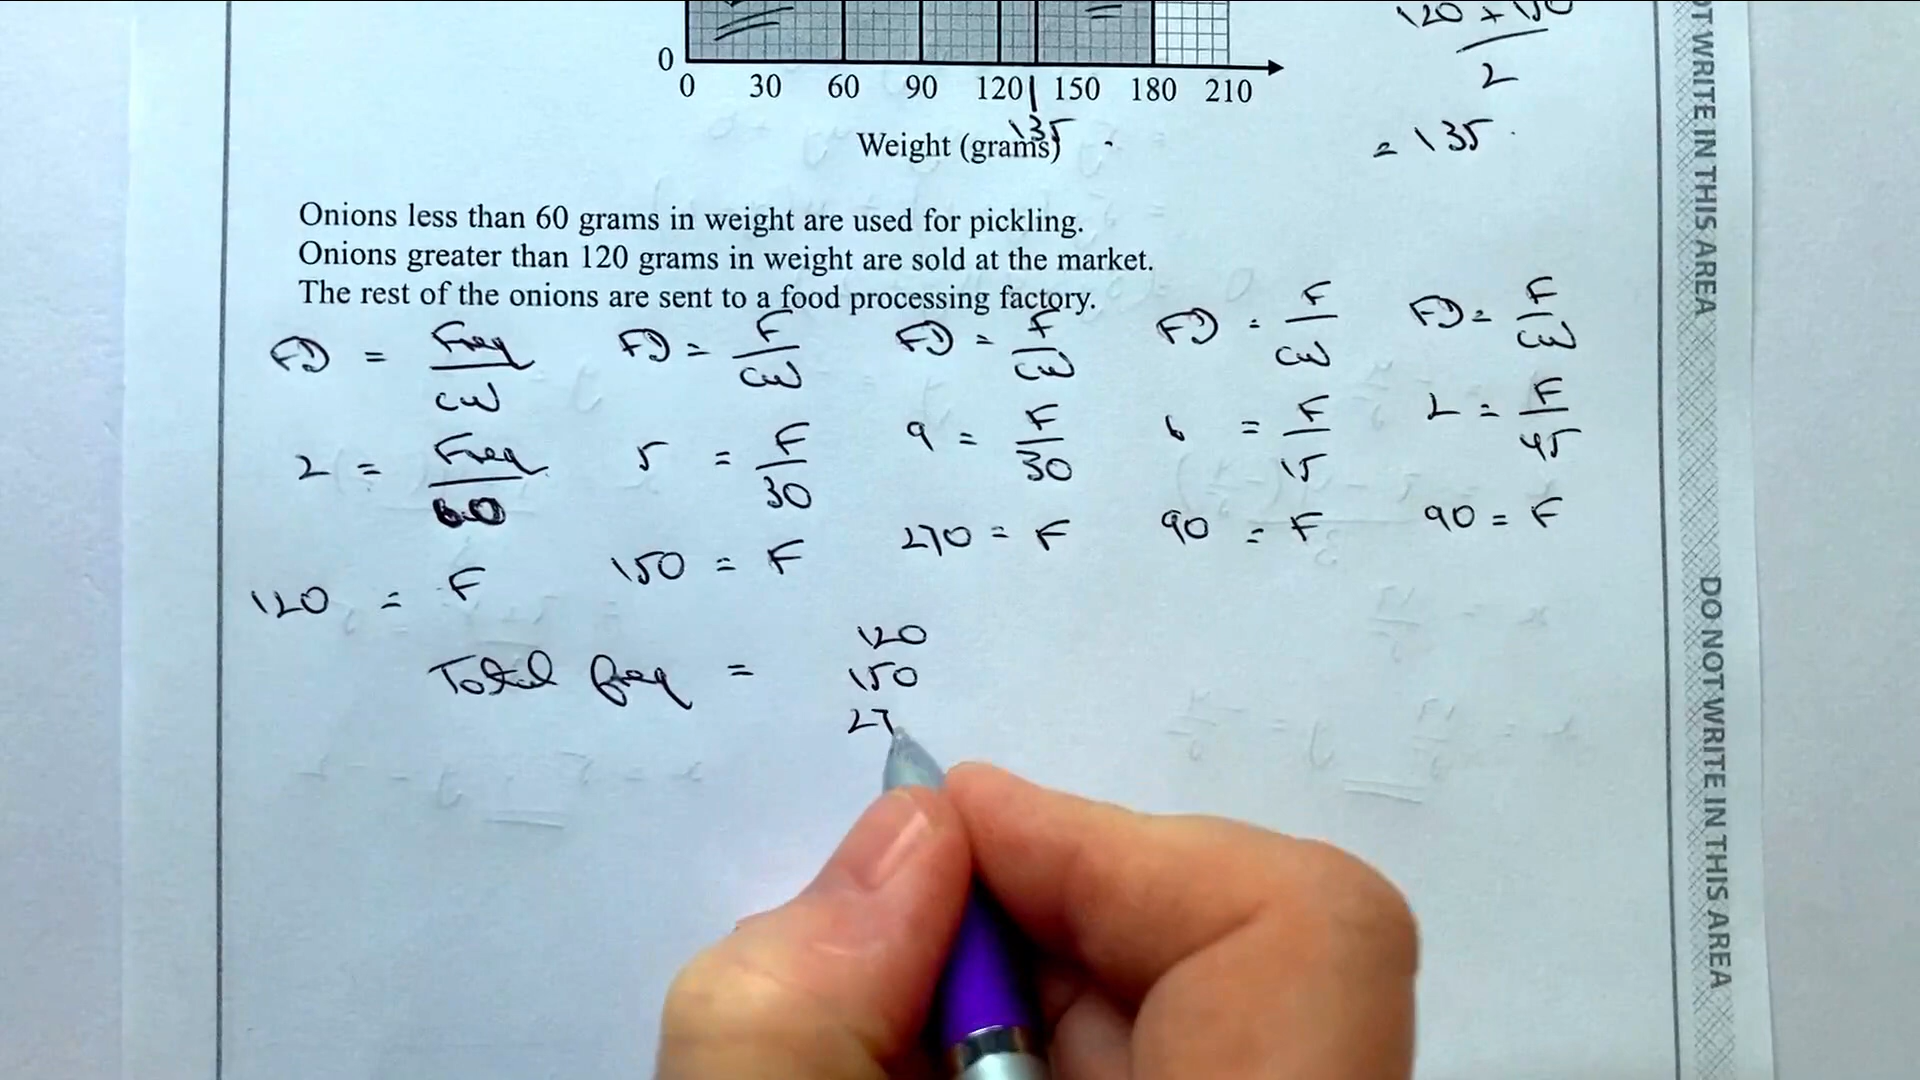 120 + 150
2
= 135
0
0 30 60 90 120 150 180 210
135
Weight (grams)
Onions less than 60 grams in weight are used for pickling.
Onions greater than 120 grams in weight are sold at the market.
The rest of the onions are sent to a food processing factory.
FD = Freq/CW FD = F/CW FD = F/CW FD = F/CW FD = F/CW
2 = Freq/60 5 = F/30 9 = F/30 6 = F/15 2 = F/45
120 = F 150 = F 270 = F 90 = F 90 = F
Total freq = 120
150
27
OT WRITE IN THIS AREA
DO NOT WRITE IN THIS AREA